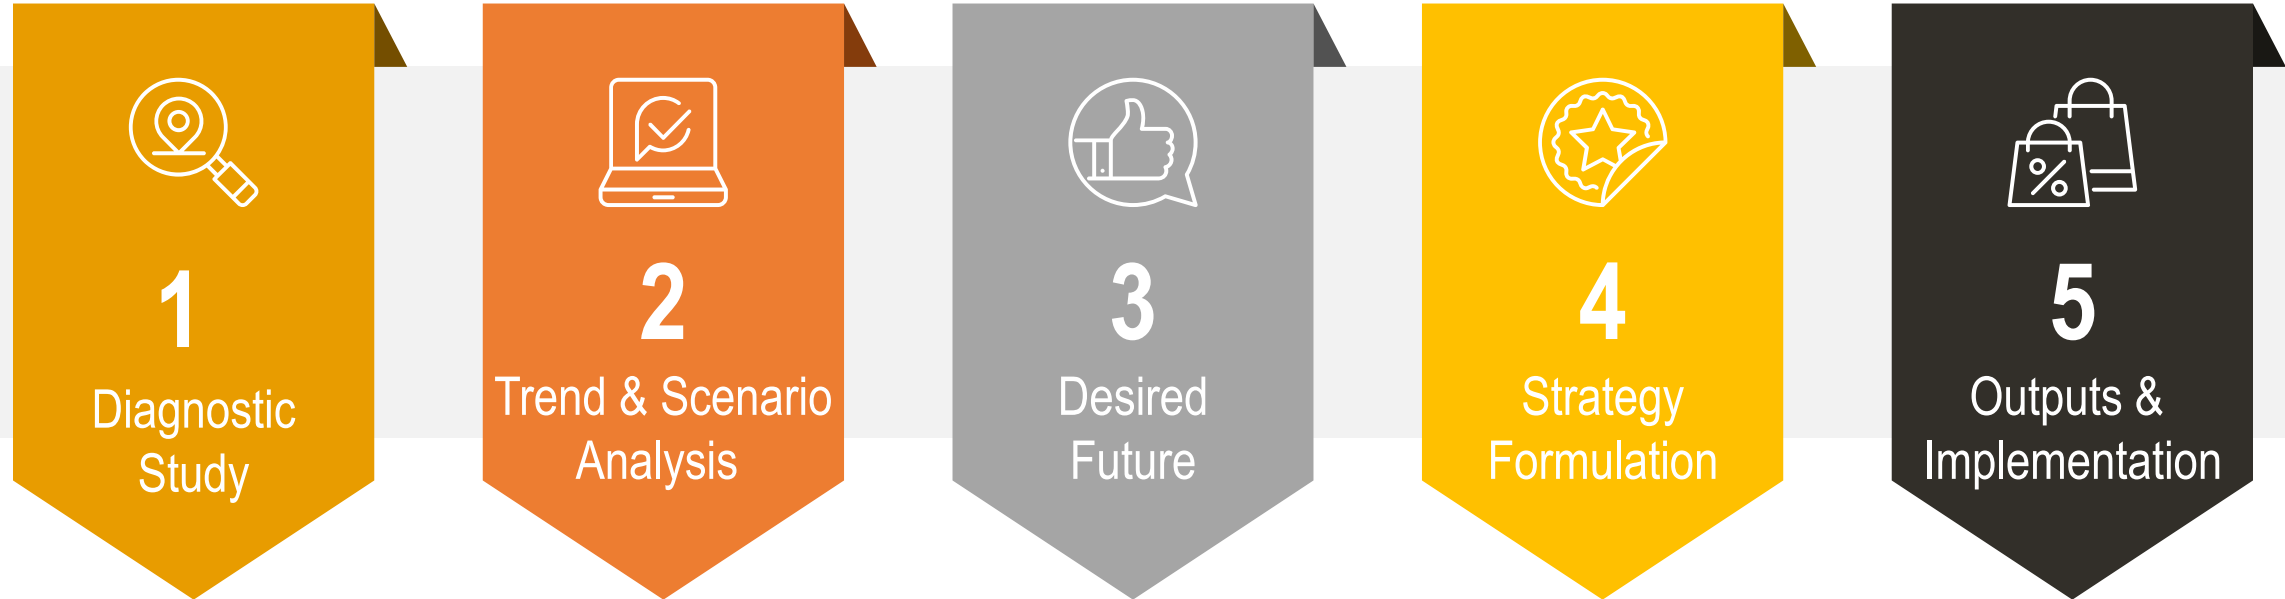 1
Diagnostic
Study
2
Trend & Scenario
Analysis
3
Desired
Future
4
Strategy
Formulation
%
5
Outputs &
Implementation